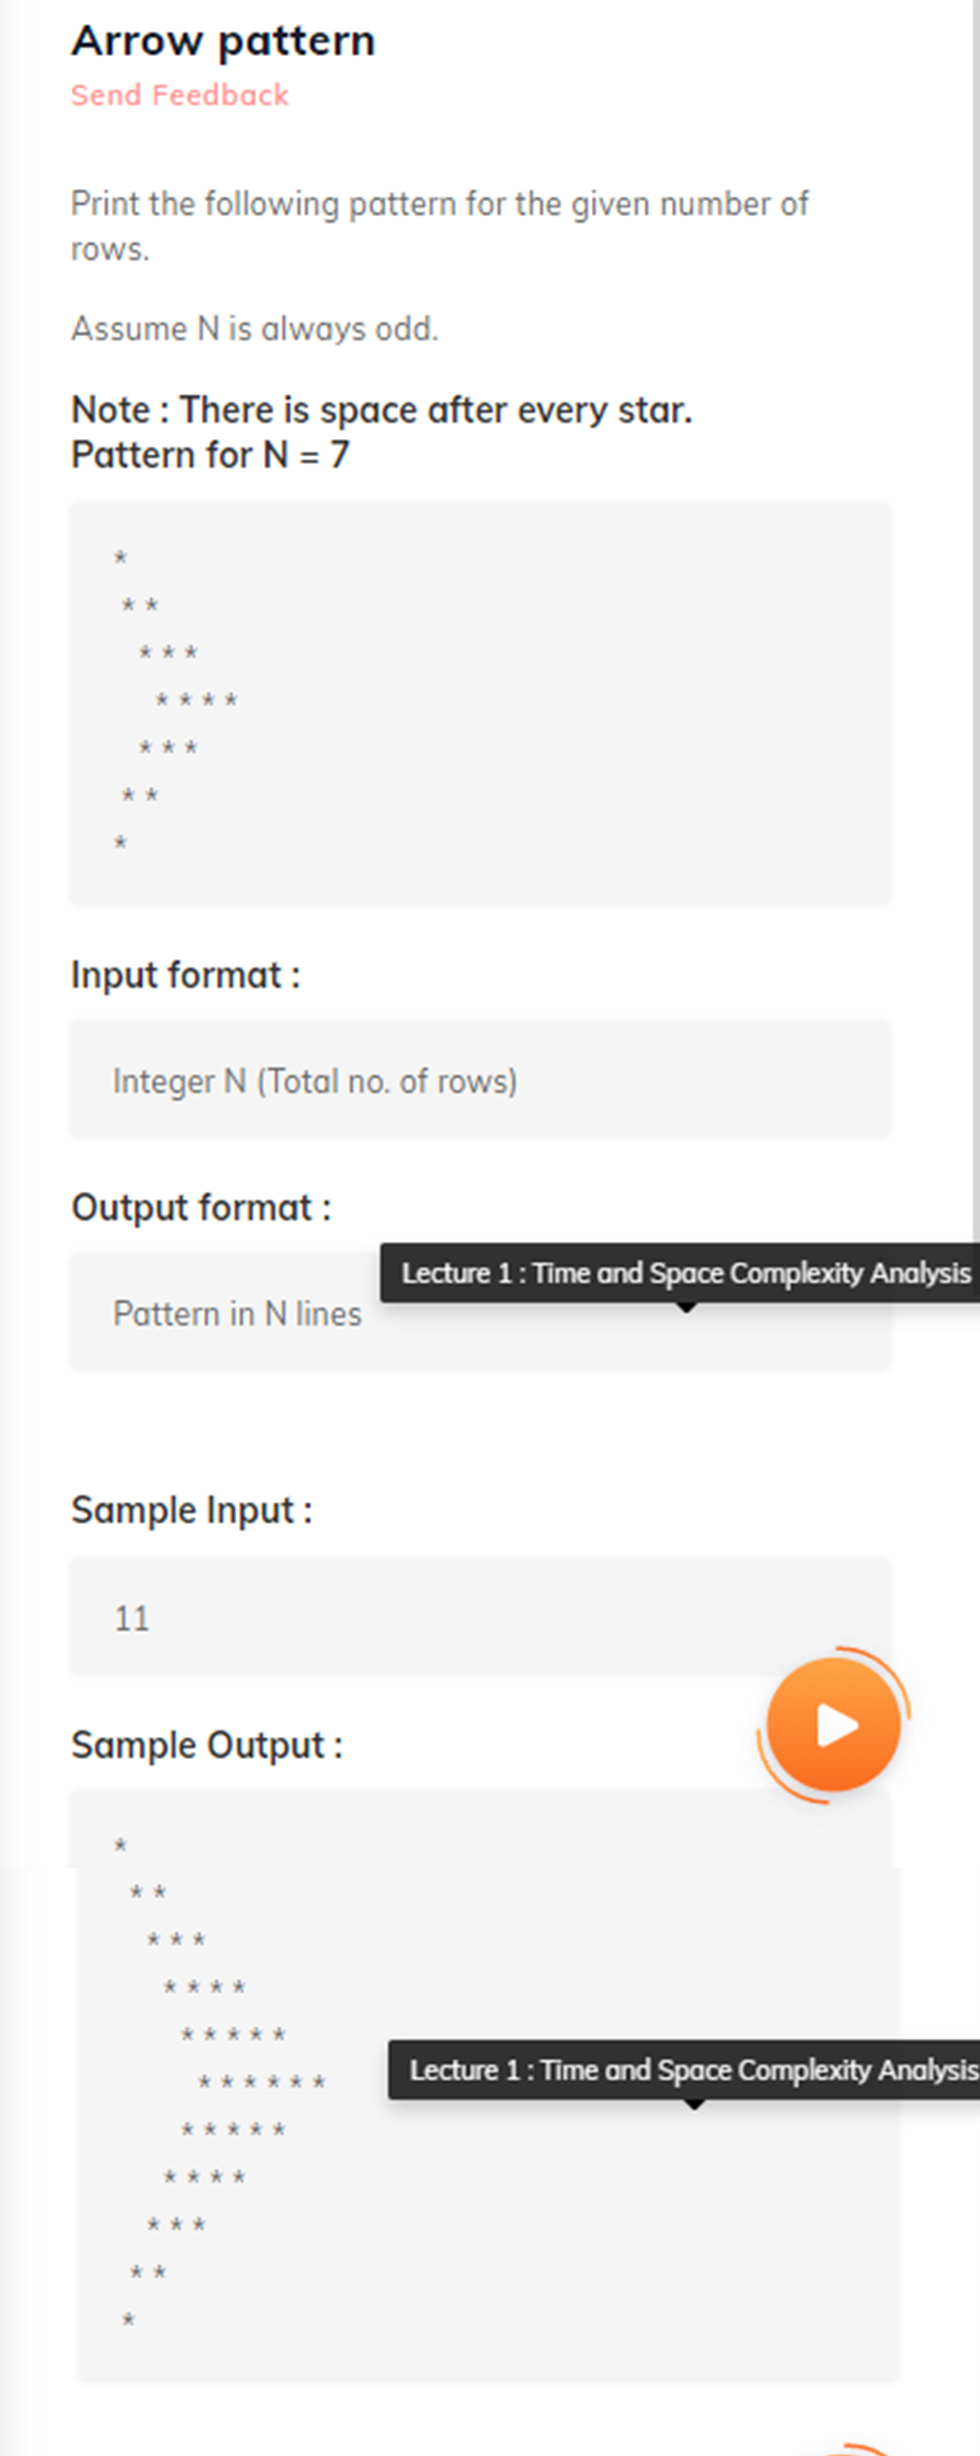 Arrow pattern
Send Feedback
Print the following pattern for the given number of
rows.
Assume N is always odd.
Note : There is space after every star.
Pattern for N = 7
*
* *
* * *
* * * *
* * *
* *
*
Input format :
Integer N (Total no. of rows)
Output format :
Lecture 1 : Time and Space Complexity Analysis
Pattern in N lines
Sample Input :
11
Sample Output :
*
* *
* * *
* * * *
* * * * *
* * * * * *
Lecture 1 : Time and Space Complexity Analysis
* * * * *
* * * *
* * *
* *
*